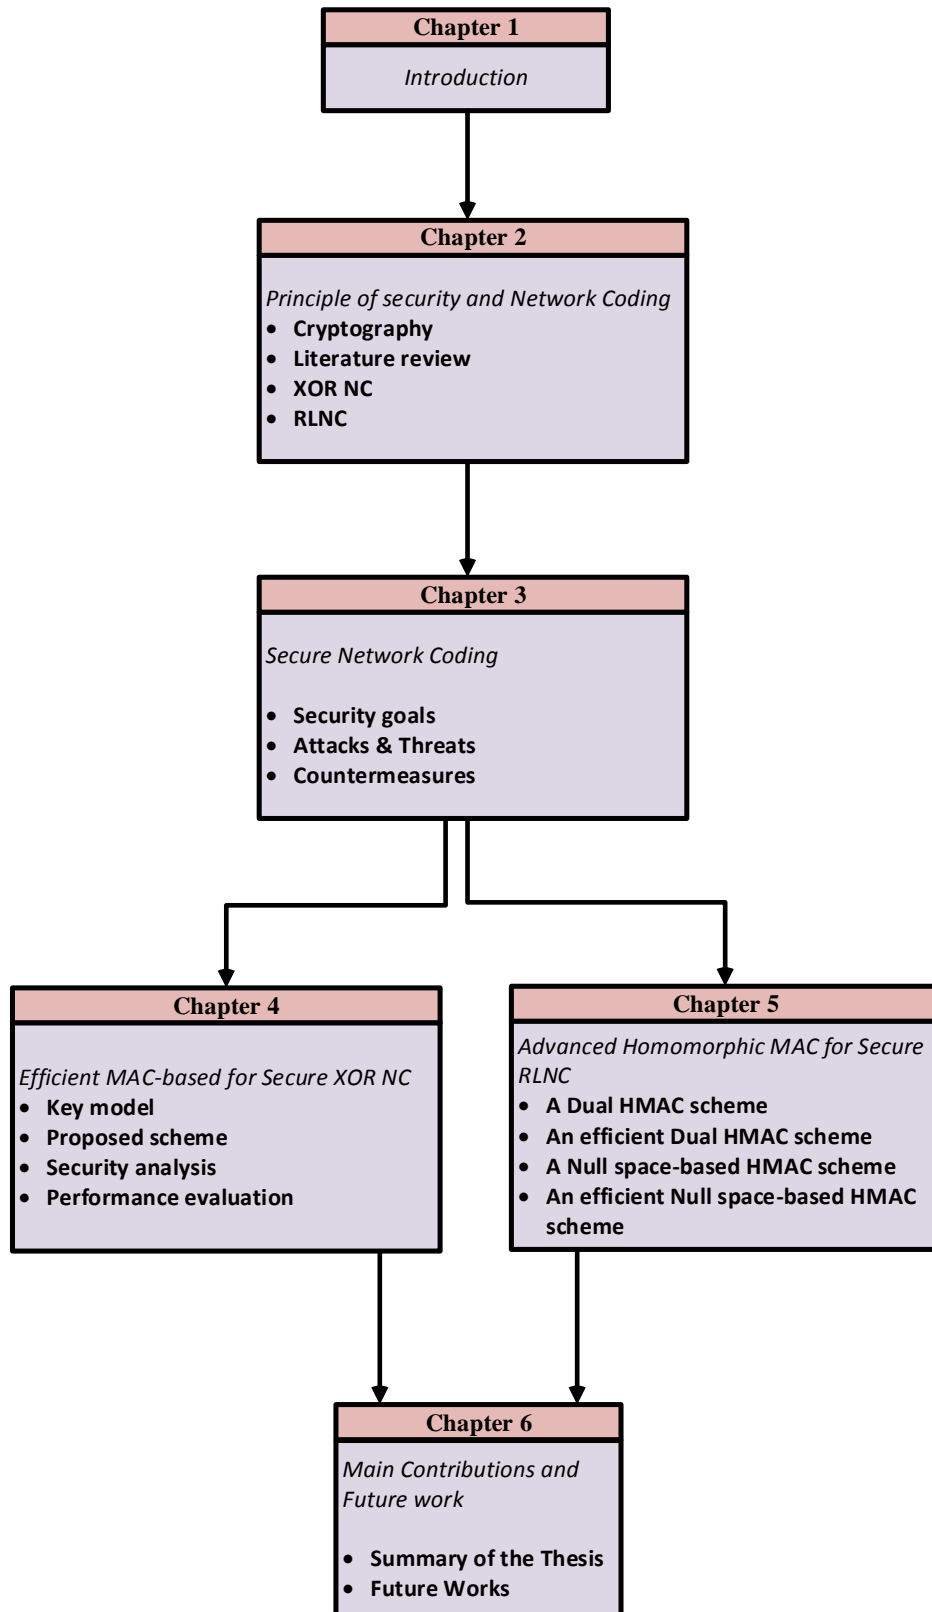 Chapter 1
Introduction
Chapter 2
Principle of security and Network Coding
• Cryptography
• Literature review
• XOR NC
• RLNC
Chapter 3
Secure Network Coding
• Security goals
• Attacks & Threats
• Countermeasures
Chapter 4
Efficient MAC-based for Secure XOR NC
• Key model
• Proposed scheme
• Security analysis
• Performance evaluation
Chapter 5
Advanced Homomorphic MAC for Secure
RLNC
• A Dual HMAC scheme
• An efficient Dual HMAC scheme
• A Null space-based HMAC scheme
• An efficient Null space-based HMAC
scheme
Chapter 6
Main Contributions and
Future work
• Summary of the Thesis
• Future Works